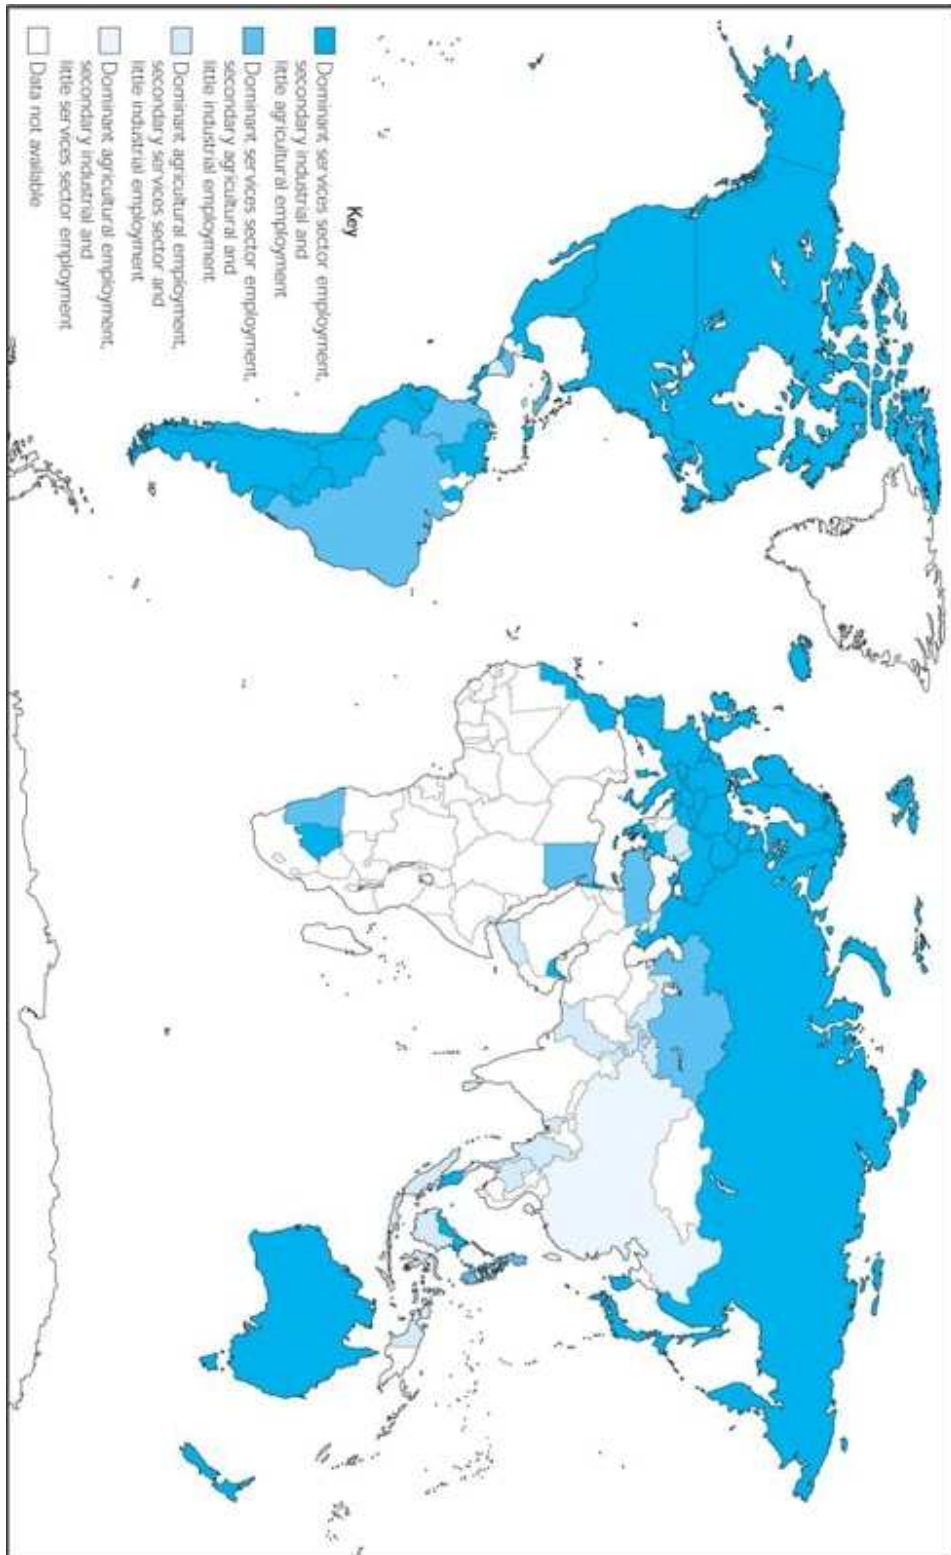 Key
Dominant services sector employment,
secondary industrial and
little agricultural employment
Dominant services sector employment,
secondary agricultural and
little industrial employment
Dominant agricultural employment,
secondary services sector and
little industrial employment
Dominant agricultural employment,
secondary industrial and
little services sector employment
Data not available